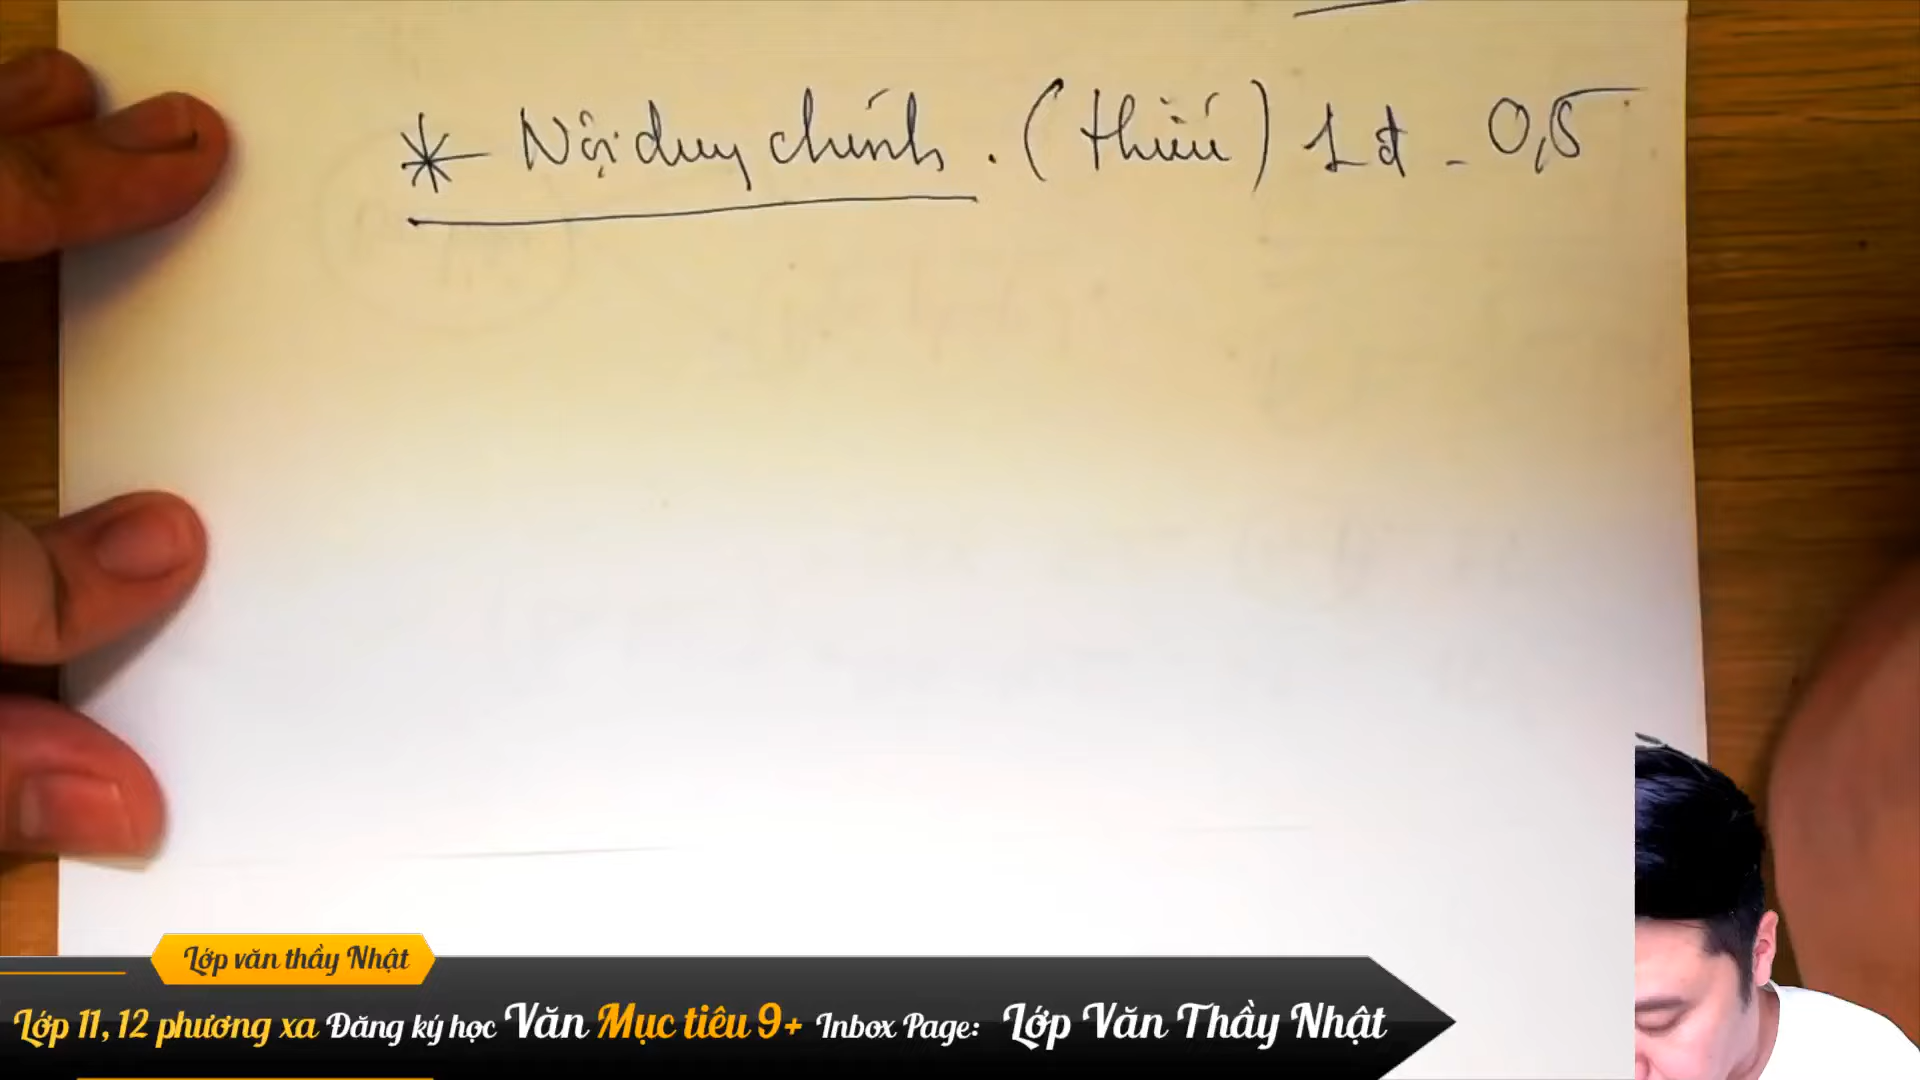 * Nội dung chính. (thiếu) 1đ - 0,5
Lớp văn thầy Nhật
Lớp 11, 12 phương xa Đăng ký học Văn Mục tiêu 9+ Inbox Page: Lớp Văn Thầy Nhật